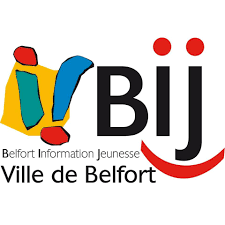 BIJ
Belfort Information Jeunesse
Ville de Belfort